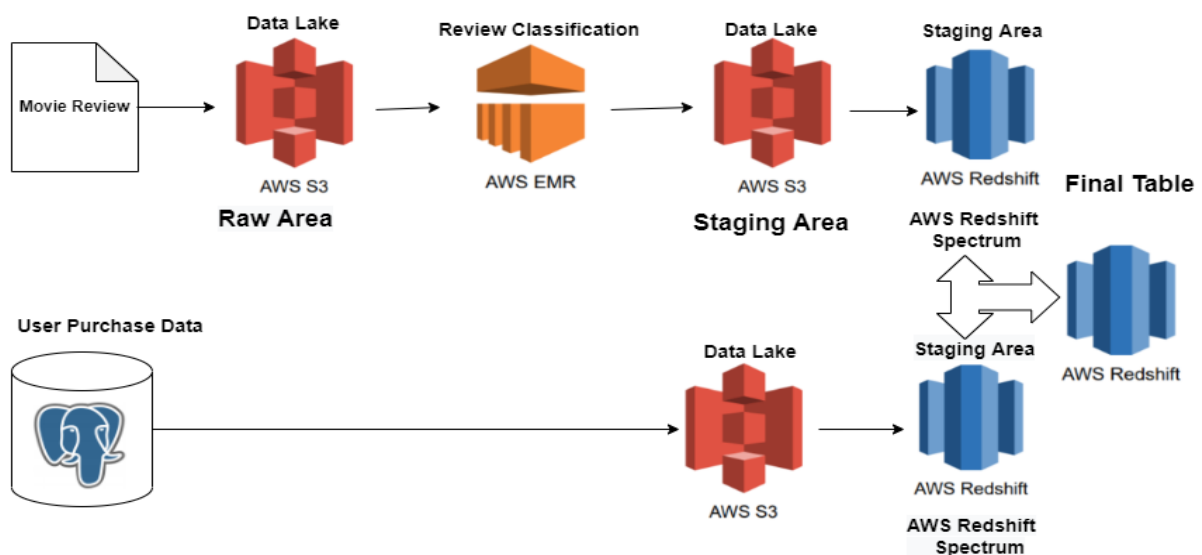 Data Lake
Review Classification
Data Lake
Staging Area
Movie Review
AWS S3
AWS EMR
AWS S3
AWS Redshift
Final Table
Raw Area
Staging Area
AWS Redshift
Spectrum
User Purchase Data
Data Lake
Staging Area
AWS Redshift
AWS Redshift
AWS S3
AWS Redshift
Spectrum